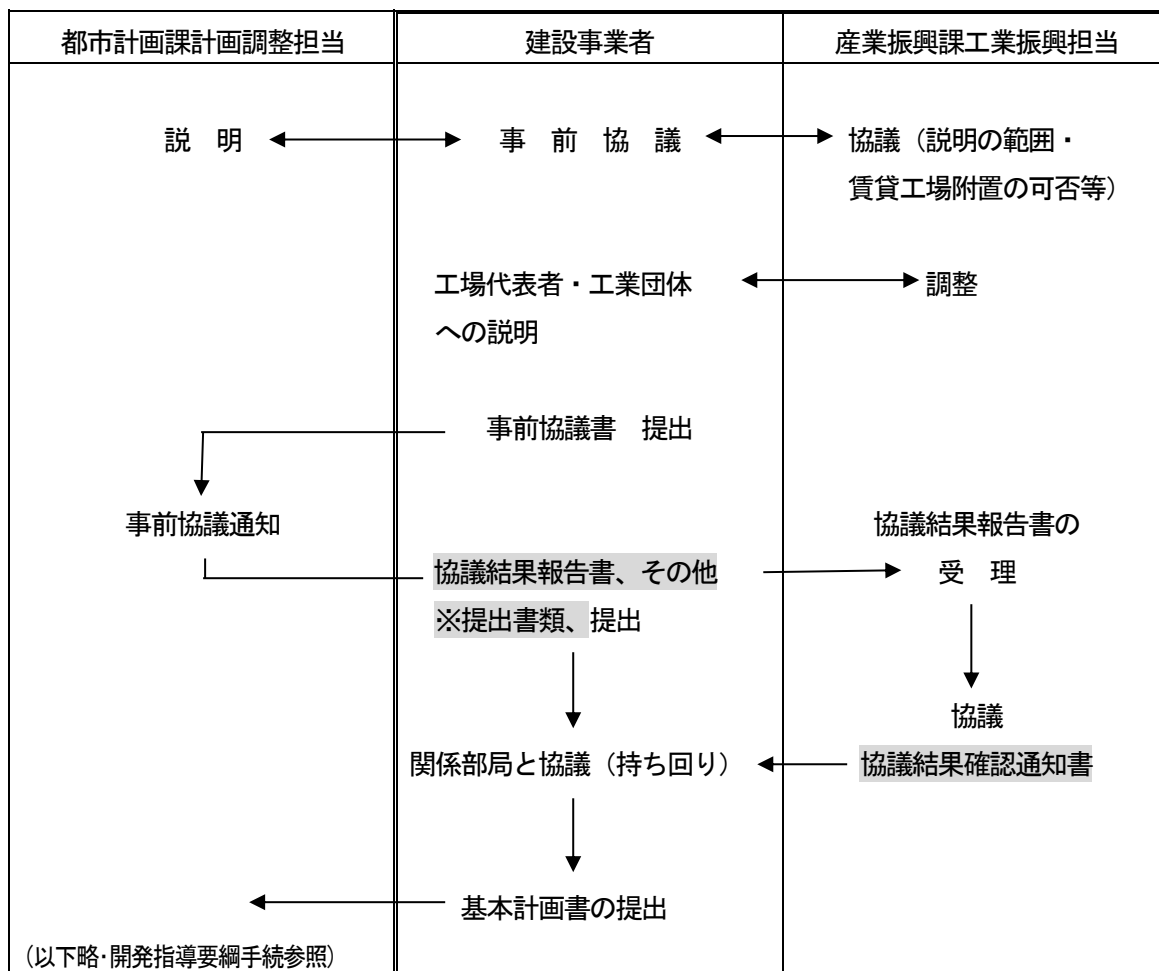 都市計画課計画調整担当
建設事業者
産業振興課工業振興担当
説 明
事 前 協 議
協議（説明の範囲・
賃貸工場附置の可否等）
工場代表者・工業団体
への説明
調整
事前協議書 提出
事前協議通知
協議結果報告書の
受 理
協議結果報告書、その他
※提出書類、提出
協議
関係部局と協議（持ち回り）
協議結果確認通知書
基本計画書の提出
（以下略･開発指導要綱手続参照）